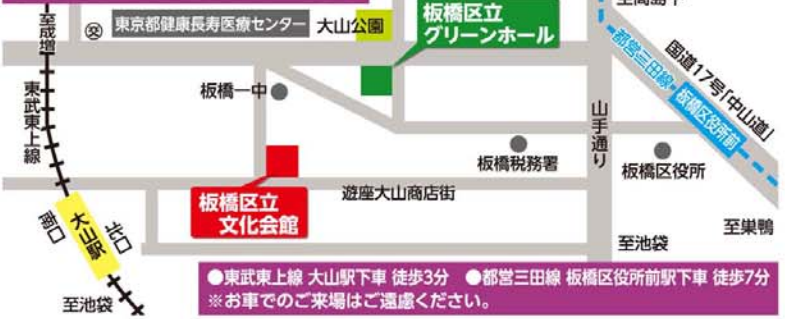 至高島平
至成増
㊫
東京都健康長寿医療センター
大山公園
板橋区立
グリーンホール
都営三田線
国道17号「中山道」
板橋区役所前
東武東上線
板橋一中
山手通り
板橋税務署
板橋区役所
板橋区立
文化会館
遊座大山商店街
南口
大山駅
北口
至巣鴨
至池袋
至池袋
●東武東上線 大山駅下車 徒歩3分 ●都営三田線 板橋区役所前駅下車 徒歩7分
※お車でのご来場はご遠慮ください。